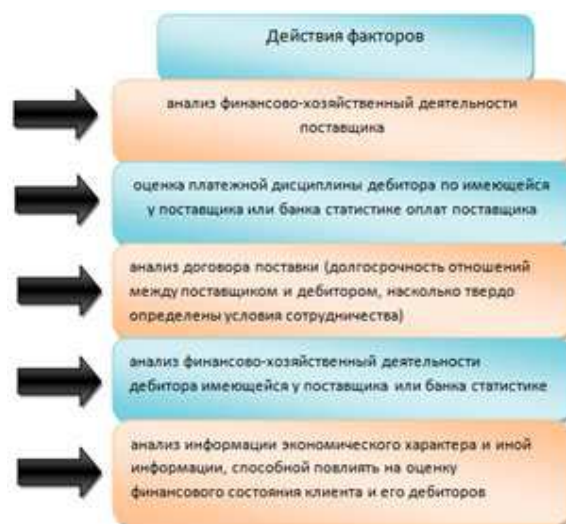 Действия факторов
анализ финансово-хозяйственный деятельности
поставщика
оценка платежной дисциплины дебитора по имеющейся
у поставщика или банка статистике оплат поставщика
анализ договора поставки (долгосрочность отношений
между поставщиком и дебитором, насколько твердо
определены условия сотрудничества)
анализ финансово-хозяйственный деятельности
дебитора имеющейся у поставщика или банка статистике
анализ информации экономического характера и иной
информации, способной повлиять на оценку
финансового состояния клиента и его дебиторов